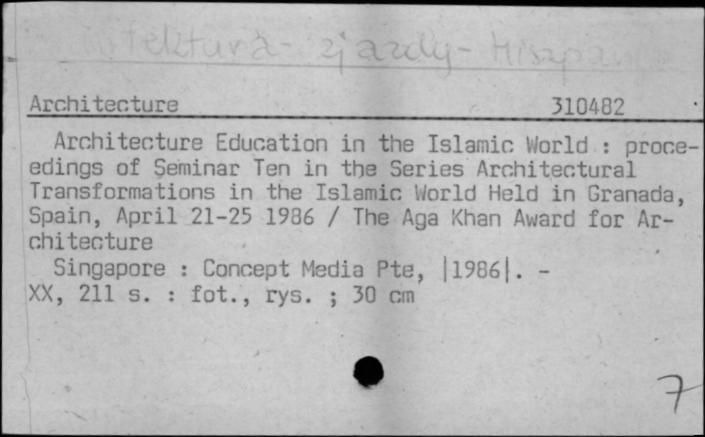 zjazdy -
Architecture 310482
Architecture Education in the Islamic World : proce-
edings of Seminar Ten in the Series Architectural
Transformations in the Islamic World Held in Granada,
Spain, April 21-25 1986 / The Aga Khan Award for Ar-
chitecture
Singapore : Concept Media Pte, |1986|. -
XX, 211 s. : fot., rys. ; 30 cm
7